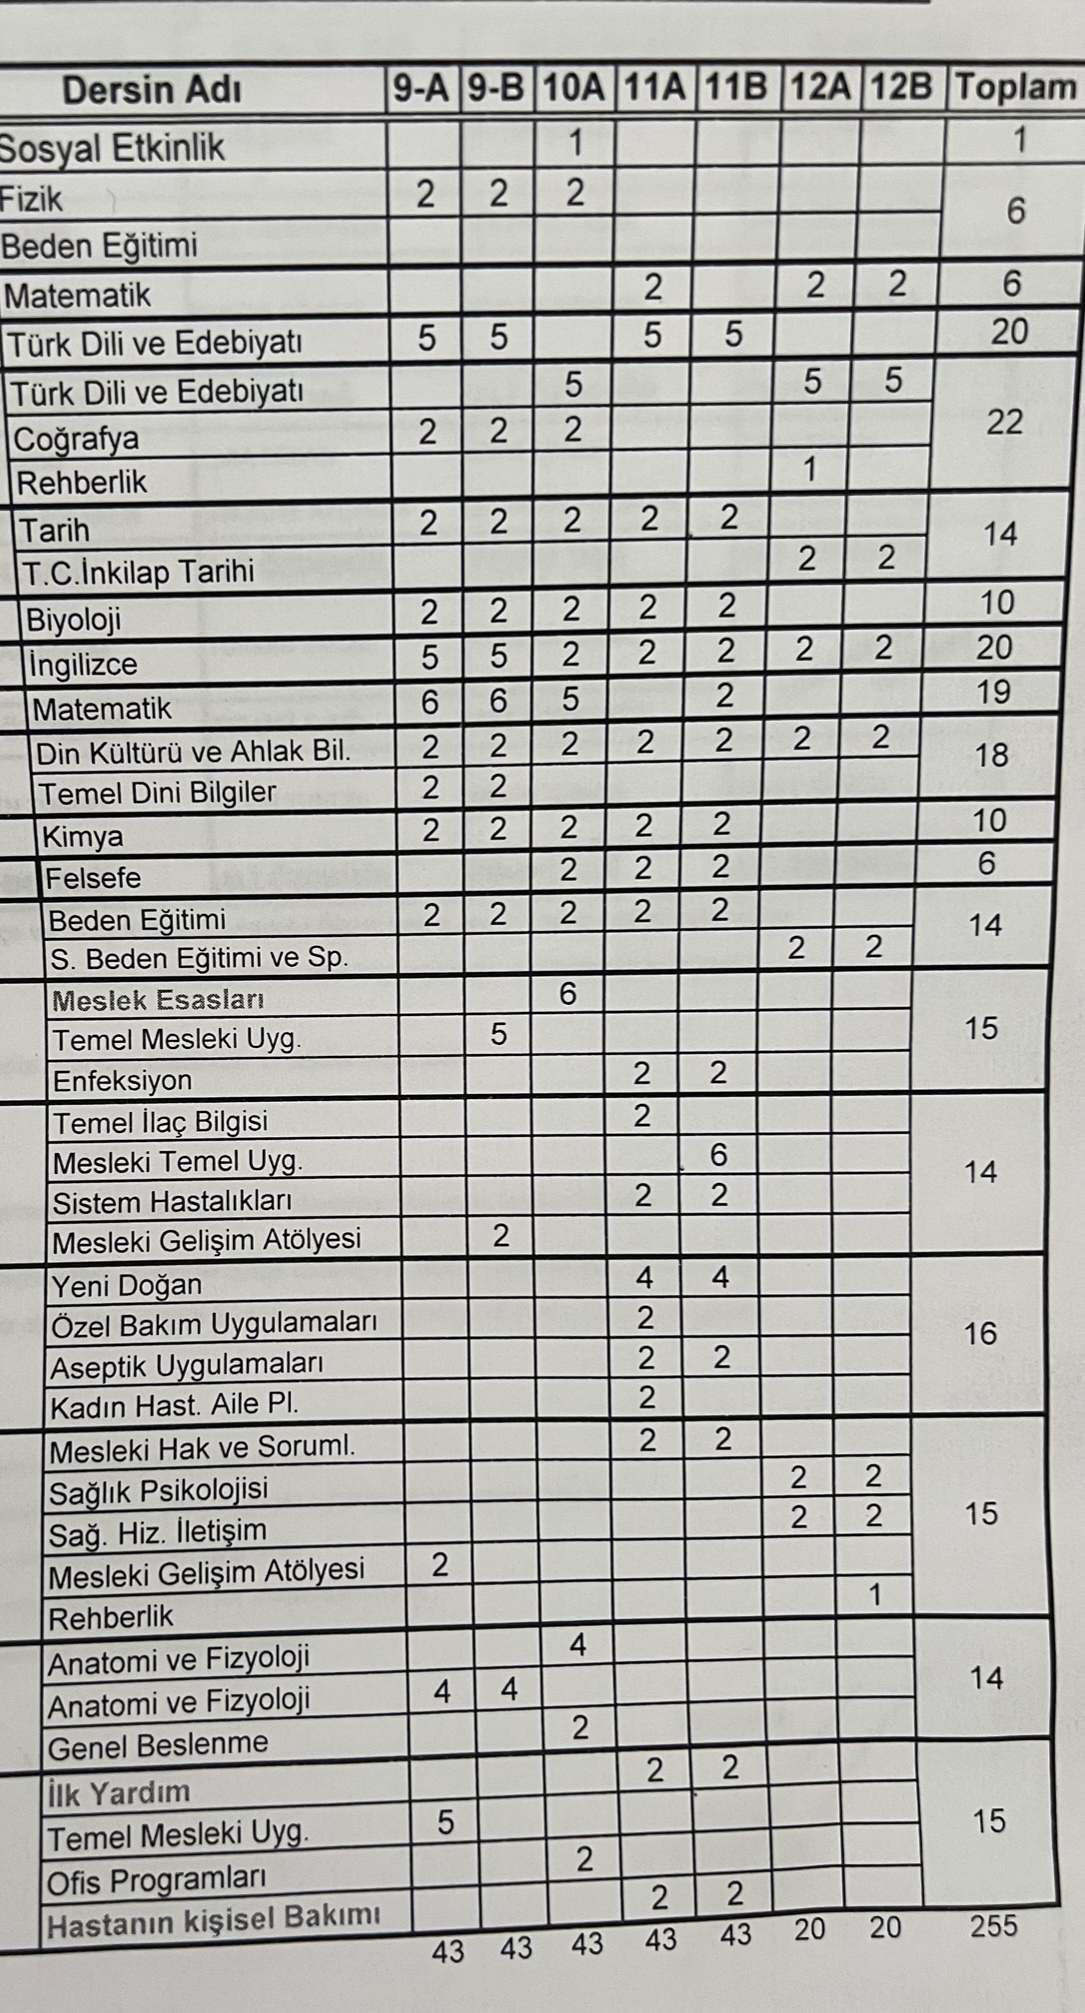 Dersin Adı 9-A 9-B 10A 11A 11B 12A 12B Toplam
Sosyal Etkinlik 1 1
Fizik 2 2 2 6
Beden Eğitimi
Matematik 2 2 2 6
Türk Dili ve Edebiyatı 5 5 5 5 20
Türk Dili ve Edebiyatı 5 5 5 22
Coğrafya 2 2 2
Rehberlik 1
Tarih 2 2 2 2 2 14
T.C.İnkilap Tarihi 2 2
Biyoloji 2 2 2 2 2 10
İngilizce 5 5 2 2 2 2 2 20
Matematik 6 6 5 2 19
Din Kültürü ve Ahlak Bil. 2 2 2 2 2 2 2 18
Temel Dini Bilgiler 2 2
Kimya 2 2 2 2 2 10
Felsefe 2 2 2 6
Beden Eğitimi 2 2 2 2 2 14
S. Beden Eğitimi ve Sp. 2 2
Meslek Esasları 6 15
Temel Mesleki Uyg. 5
Enfeksiyon 2 2
Temel İlaç Bilgisi 2 14
Mesleki Temel Uyg. 6
Sistem Hastalıkları 2 2
Mesleki Gelişim Atölyesi 2
Yeni Doğan 4 4 16
Özel Bakım Uygulamaları 2
Aseptik Uygulamaları 2 2
Kadın Hast. Aile Pl. 2
Mesleki Hak ve Soruml. 2 2 15
Sağlık Psikolojisi 2 2
Sağ. Hiz. İletişim 2 2
Mesleki Gelişim Atölyesi 2
Rehberlik 1
Anatomi ve Fizyoloji 4 14
Anatomi ve Fizyoloji 4 4
Genel Beslenme 2
İlk Yardım 2 2 15
Temel Mesleki Uyg. 5
Ofis Programları 2
Hastanın kişisel Bakımı 2 2
43 43 43 43 43 20 20 255